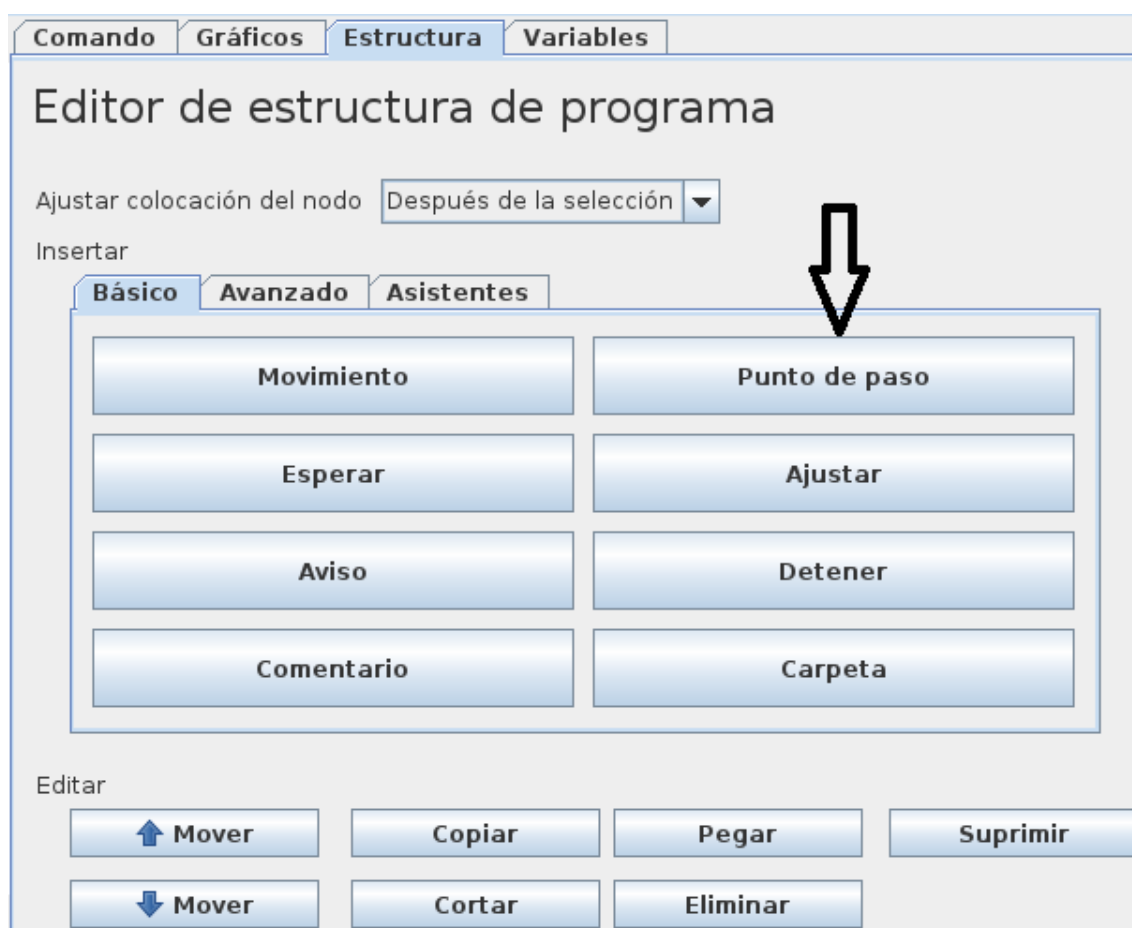 Comando Gráficos Estructura Variables
Editor de estructura de programa
Ajustar colocación del nodo Después de la selección
Insertar
Básico Avanzado Asistentes
Movimiento Punto de paso
Esperar Ajustar
Aviso Detener
Comentario Carpeta
Editar
Mover Copiar Pegar Suprimir
Mover Cortar Eliminar